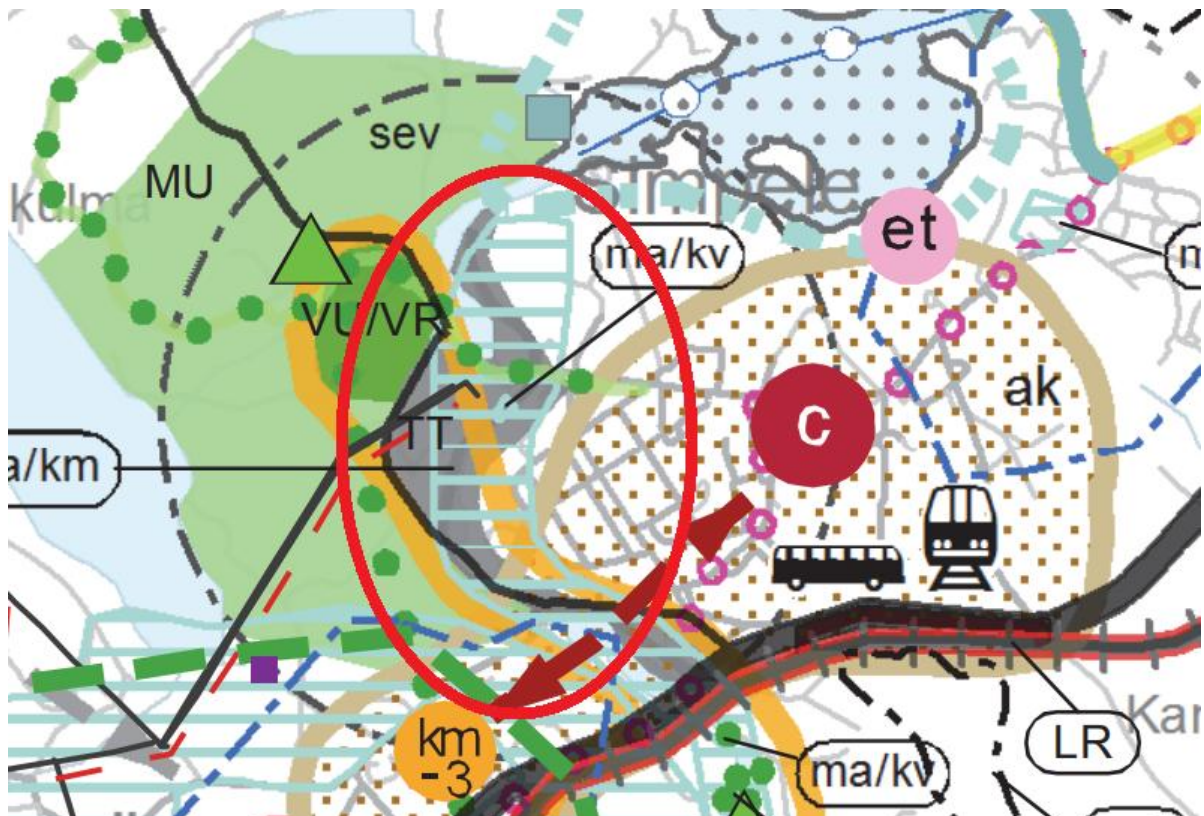 sev
MU
kulma
Simpele
ma/kv
et
VU/VR
ak
c
TT
a/km
km
-3
ma/kv
LR
Kar
m